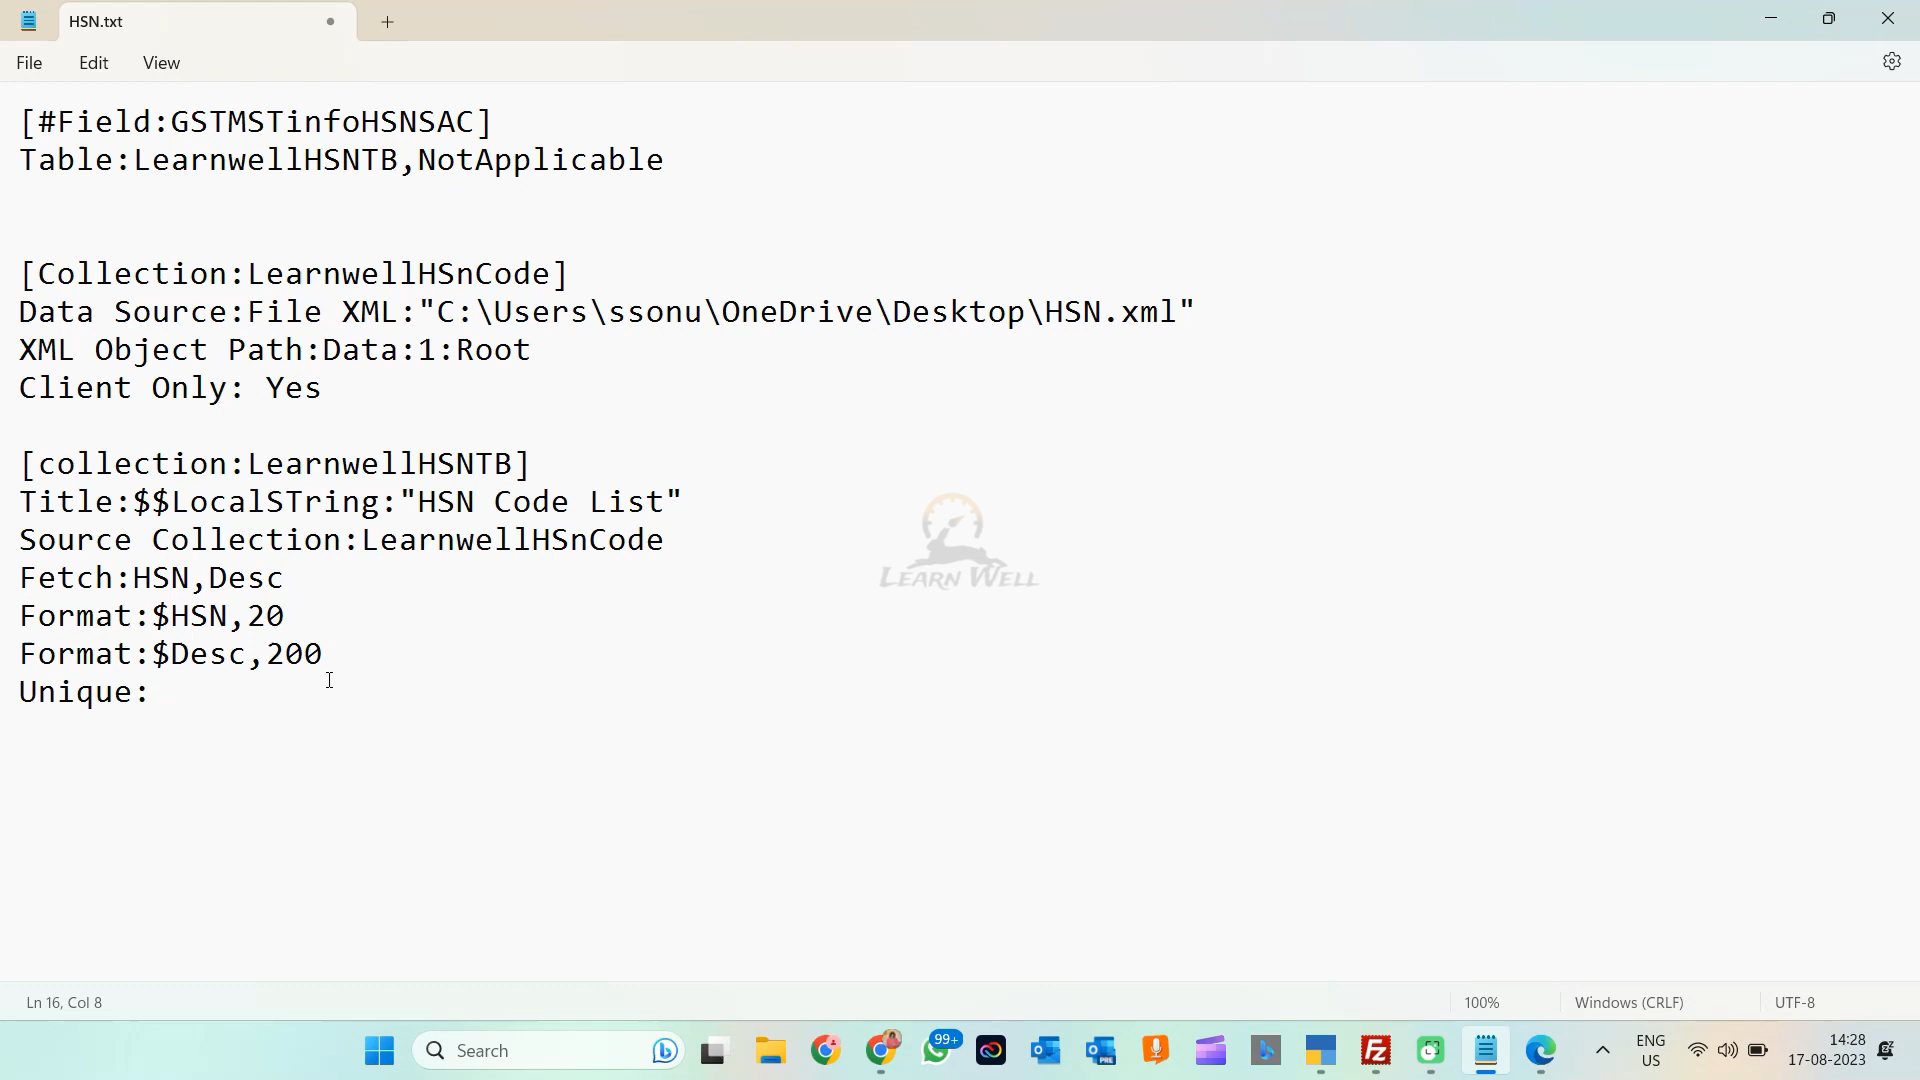 HSN.txt
File Edit View
[#Field:GSTMSTinfoHSNSAC]
Table:LearnwellHSNTB,NotApplicable
[Collection:LearnwellHSnCode]
Data Source:File XML:"C:\Users\ssonu\OneDrive\Desktop\HSN.xml"
XML Object Path:Data:1:Root
Client Only: Yes
[collection:LearnwellHSNTB]
Title:$$LocalSTring:"HSN Code List"
Source Collection:LearnwellHSnCode
Fetch:HSN,Desc
Format:$HSN,20
Format:$Desc,200
Unique:
LEARN WELL
Ln 16, Col 8 100% Windows (CRLF) UTF-8
Search 99+ PRE ENG US 14:28 17-08-2023